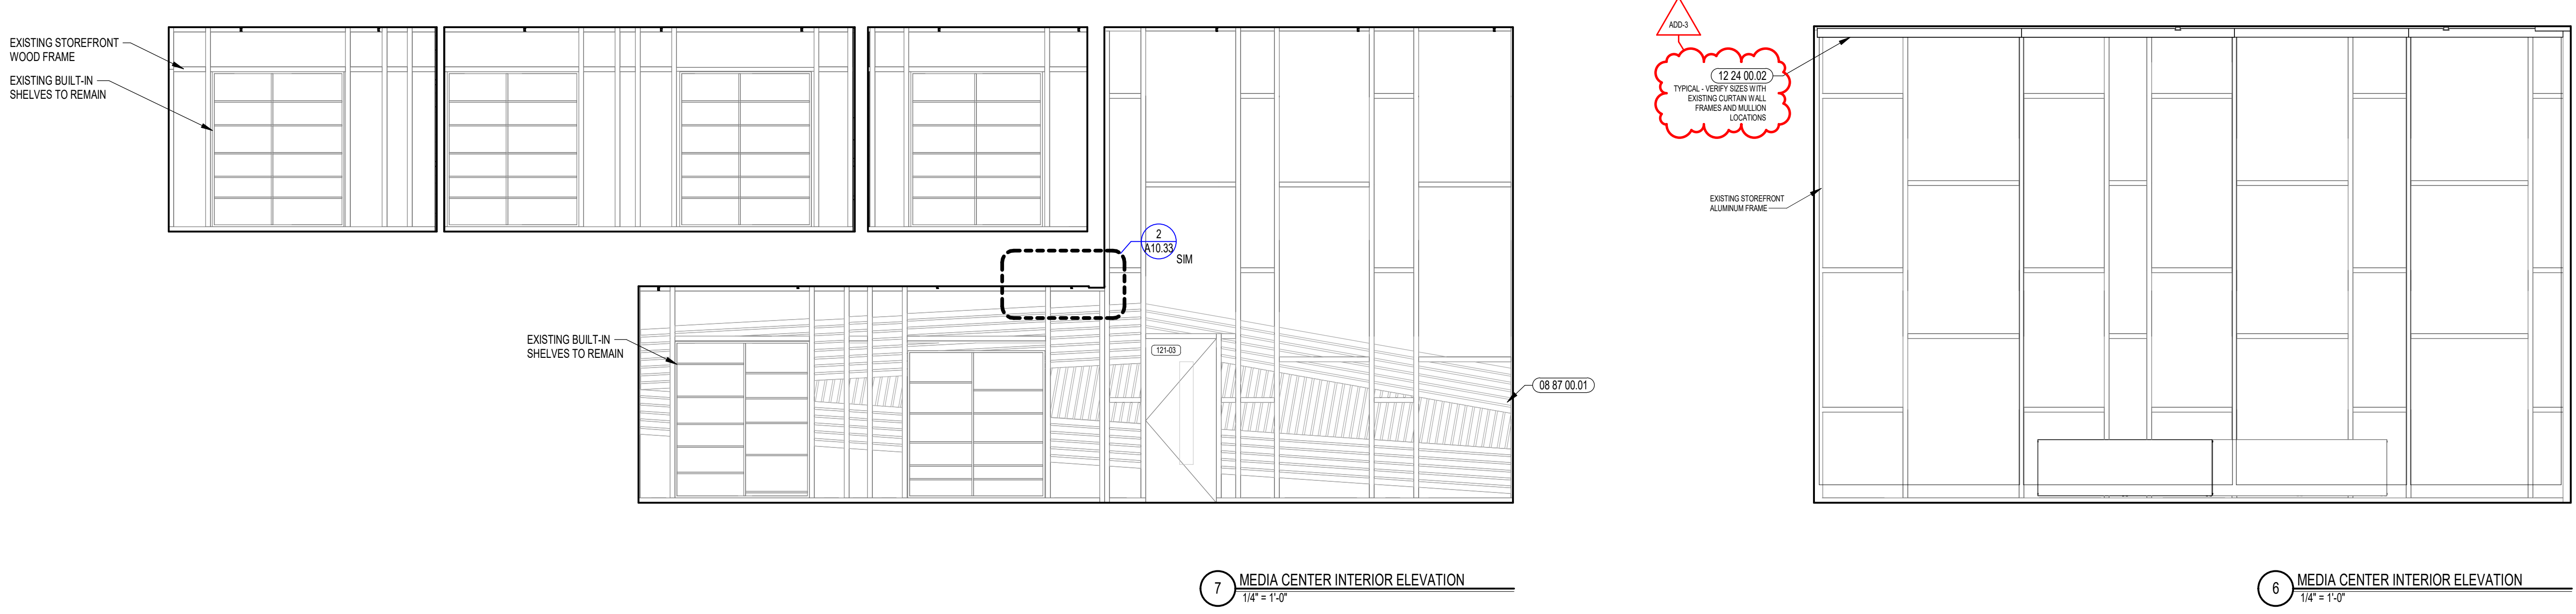 EXISTING STOREFRONT
WOOD FRAME
EXISTING BUILT-IN
SHELVES TO REMAIN
2
A10.33
SIM
EXISTING BUILT-IN
SHELVES TO REMAIN
121-03
08 87 00.01
7
MEDIA CENTER INTERIOR ELEVATION
1/4" = 1'-0"
ADD-3
12 24 00.02
TYPICAL - VERIFY SIZES WITH
EXISTING CURTAIN WALL
FRAMES AND MULLION
LOCATIONS
EXISTING STOREFRONT
ALUMINUM FRAME
6
MEDIA CENTER INTERIOR ELEVATION
1/4" = 1'-0"